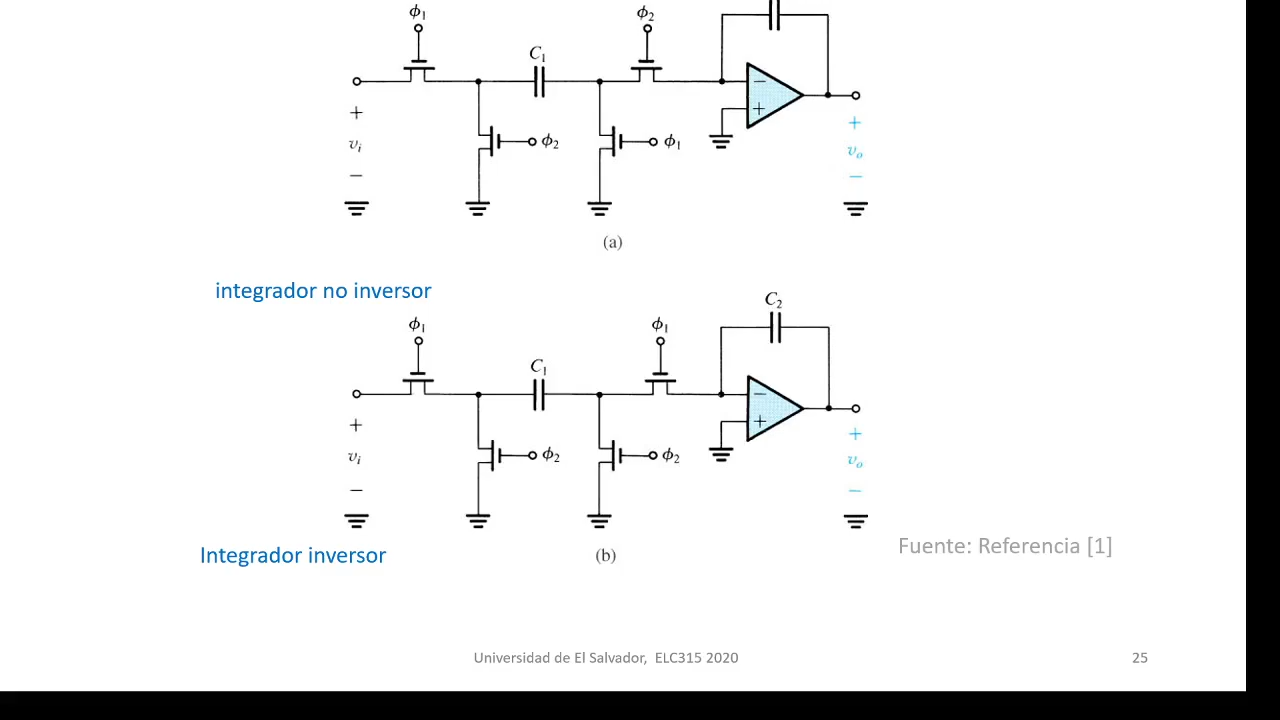 ϕ1 ϕ2
C1
− +
+ vi −
ϕ2 ϕ1
+ vo −
(a)
integrador no inversor
C2
ϕ1 ϕ1
C1
− +
+ vi −
ϕ2 ϕ2
+ vo −
Integrador inversor
(b)
Fuente: Referencia [1]
Universidad de El Salvador, ELC315 2020
25